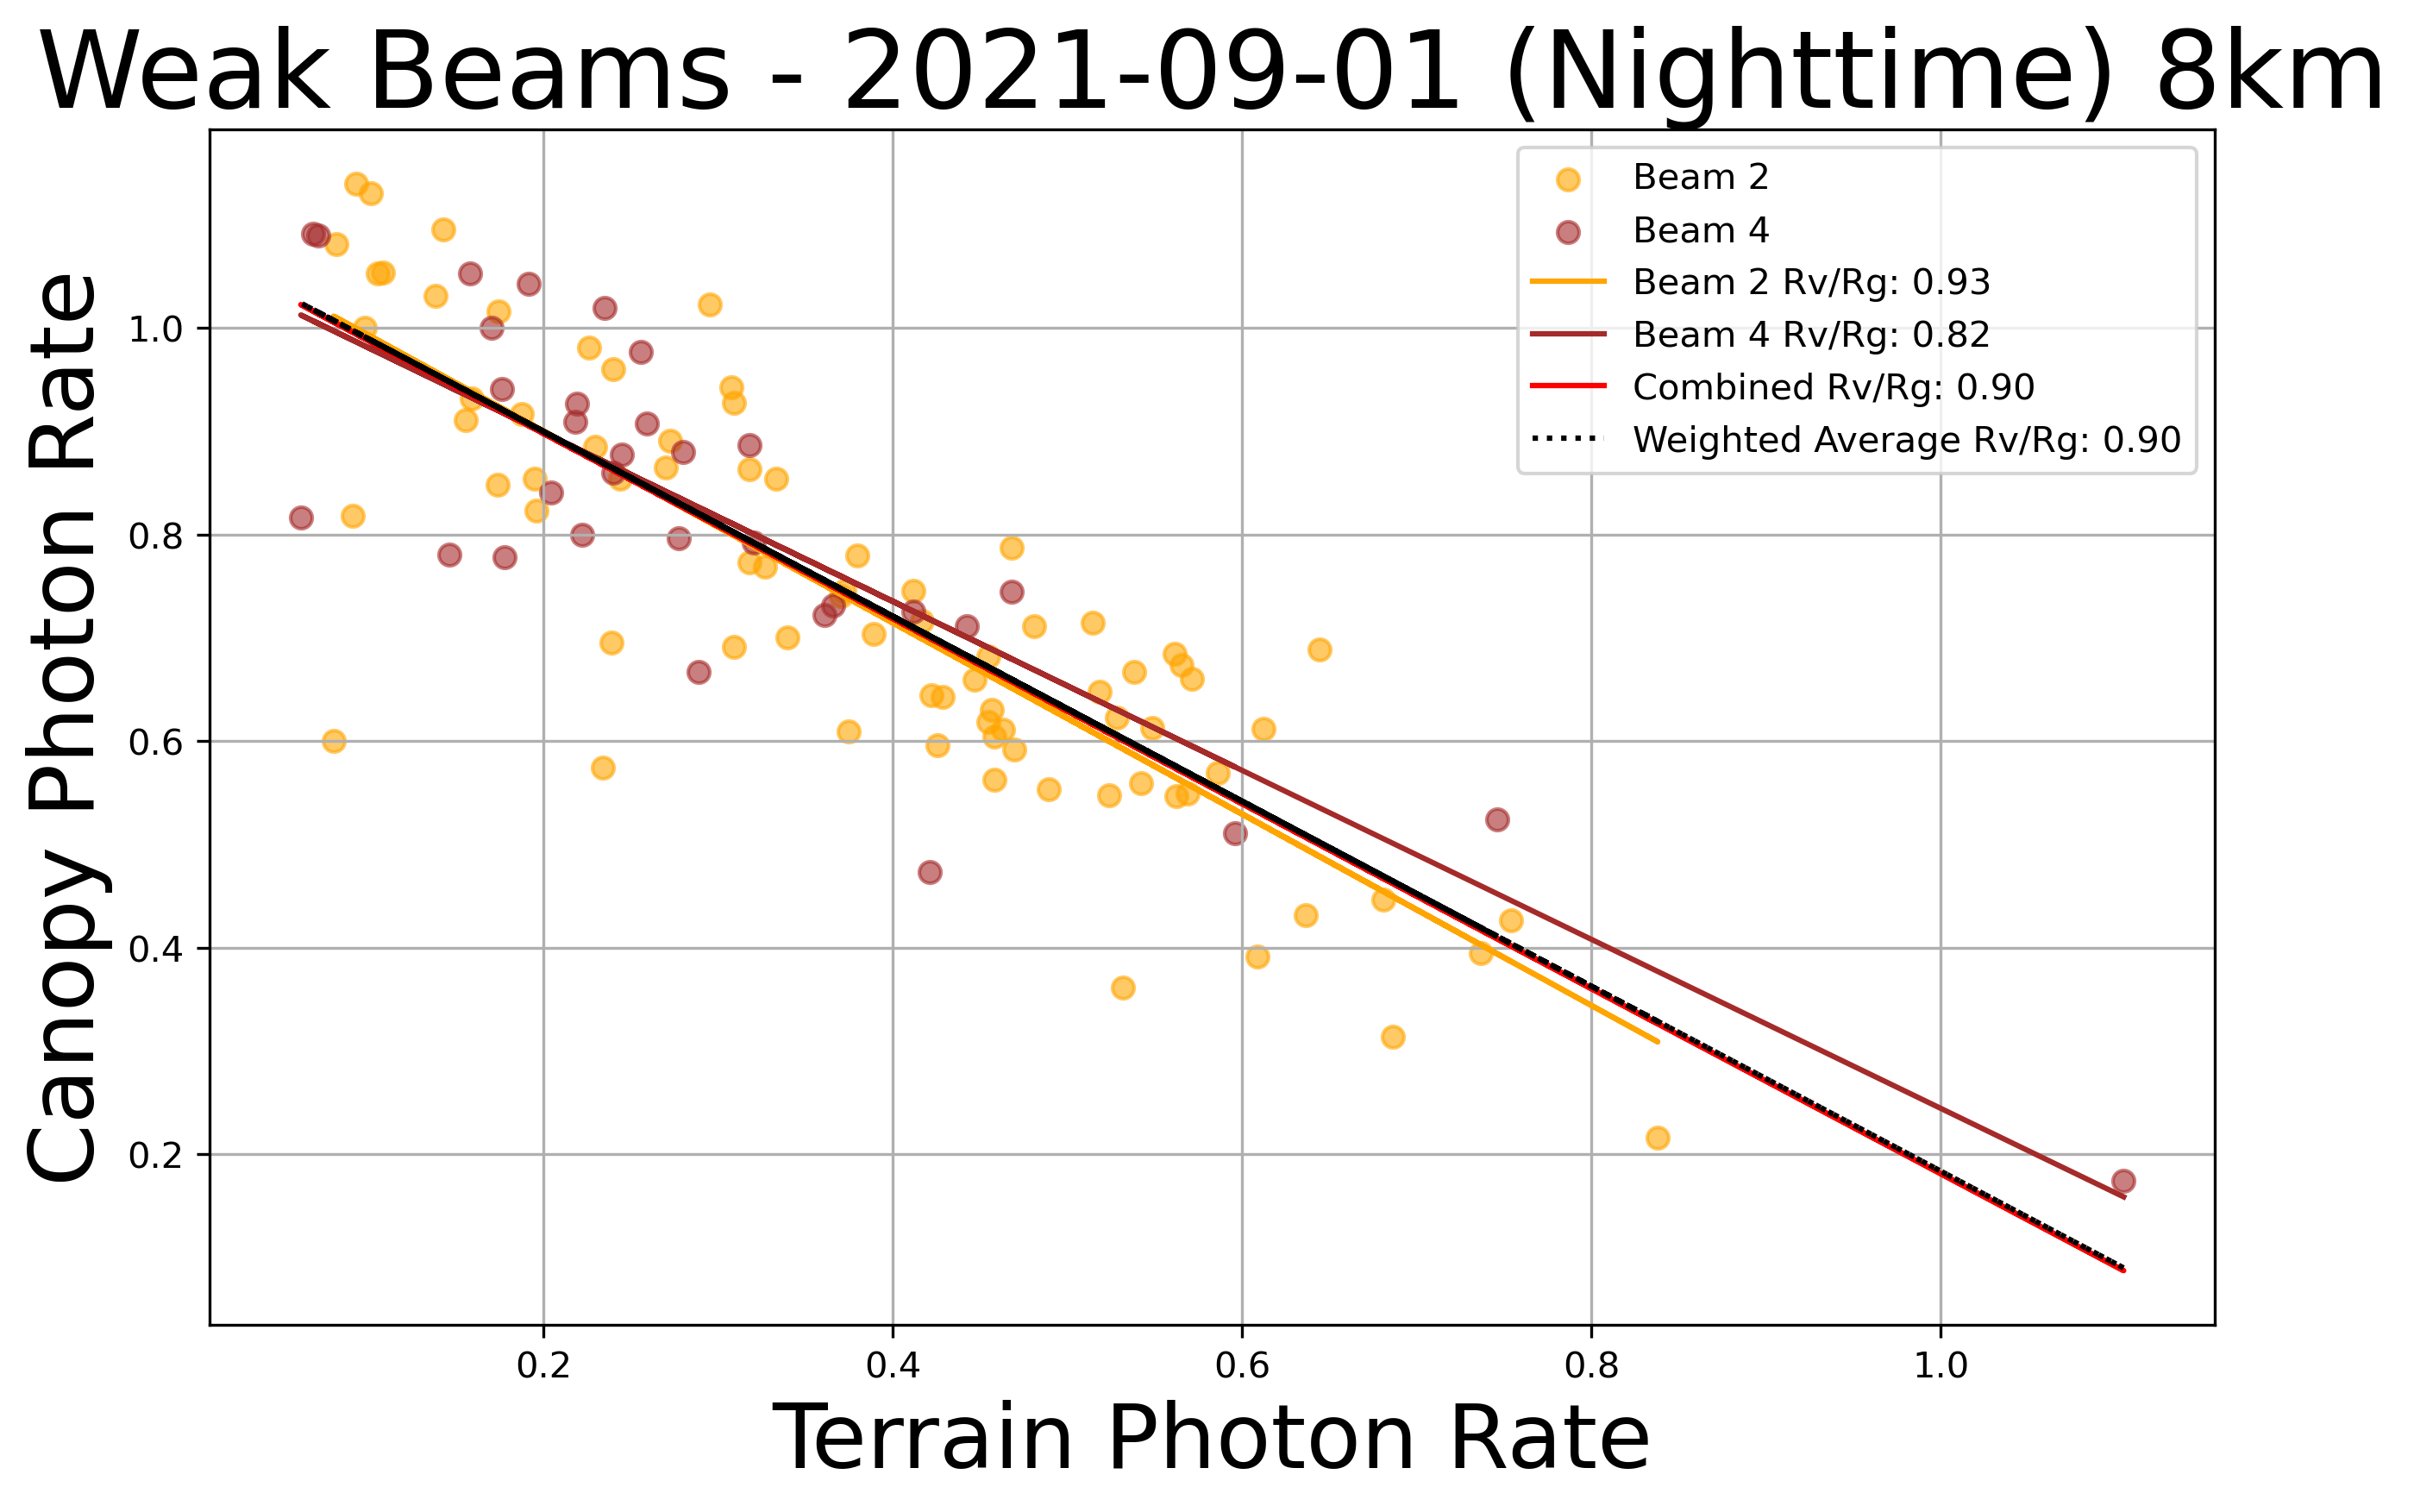 Weak Beams - 2021-09-01 (Nighttime) 8km
Canopy Photon Rate
1.0
0.8
0.6
0.4
0.2
Beam 2
Beam 4
Beam 2 Rv/Rg: 0.93
Beam 4 Rv/Rg: 0.82
Combined Rv/Rg: 0.90
Weighted Average Rv/Rg: 0.90
0.2 0.4 0.6 0.8 1.0
Terrain Photon Rate